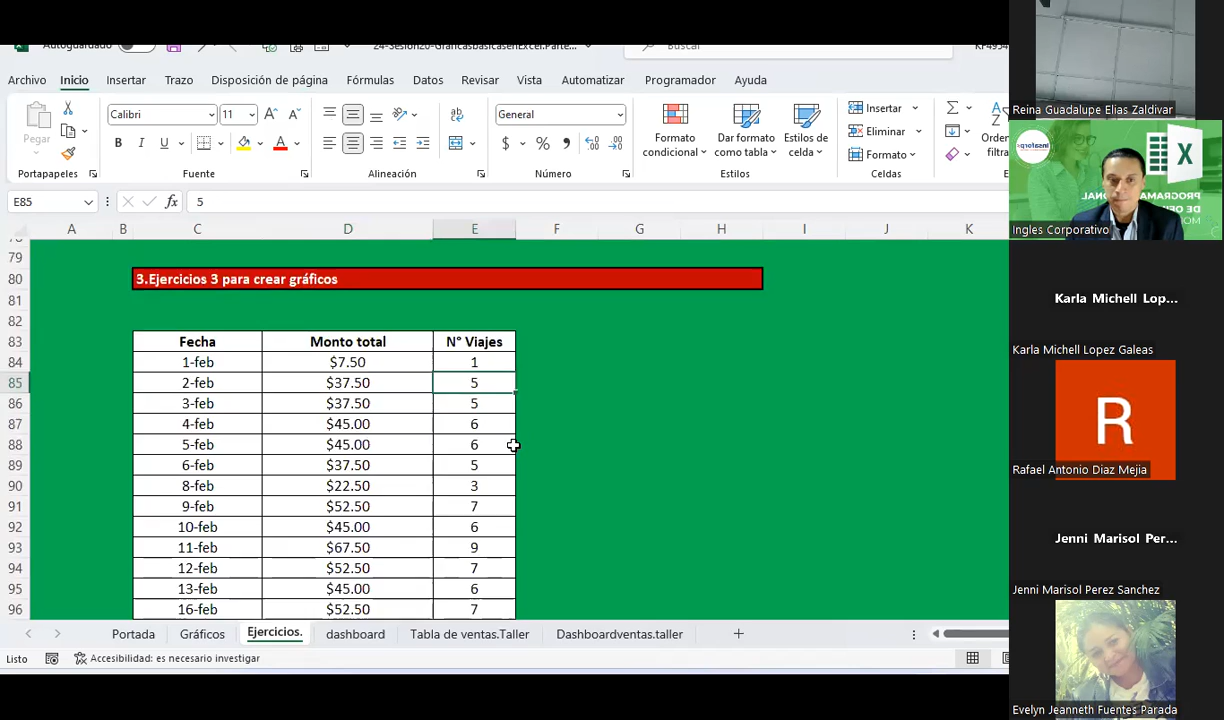 Autoguardado
24-Sesion20-GraficasbasicasenExcel.Parte...
Buscar
Archivo Inicio Insertar Trazo Disposición de página Fórmulas Datos Revisar Vista Automatizar Programador Ayuda
Pegar
Calibri 11
N K S
General
$ % 000
Formato condicional
Dar formato como tabla
Estilos de celda
Insertar
Eliminar
Formato
Orden
filtra
Portapapeles Fuente Alineación Número Estilos Celdas
E85 fx 5
A B C D E F G H I J K
79
80 3.Ejercicios 3 para crear gráficos
81
82
83 Fecha Monto total N° Viajes
84 1-feb $7.50 1
85 2-feb $37.50 5
86 3-feb $37.50 5
87 4-feb $45.00 6
88 5-feb $45.00 6
89 6-feb $37.50 5
90 8-feb $22.50 3
91 9-feb $52.50 7
92 10-feb $45.00 6
93 11-feb $67.50 9
94 12-feb $52.50 7
95 13-feb $45.00 6
96 16-feb $52.50 7
Portada Gráficos Ejercicios. dashboard Tabla de ventas.Taller Dashboardventas.taller
Listo Accesibilidad: es necesario investigar
Reina Guadalupe Elias Zaldivar
Ingles Corporativo
Karla Michell Lop...
Karla Michell Lopez Galeas
R
Rafael Antonio Diaz Mejia
Jenni Marisol Per...
Jenni Marisol Perez Sanchez
Evelyn Jeanneth Fuentes Parada